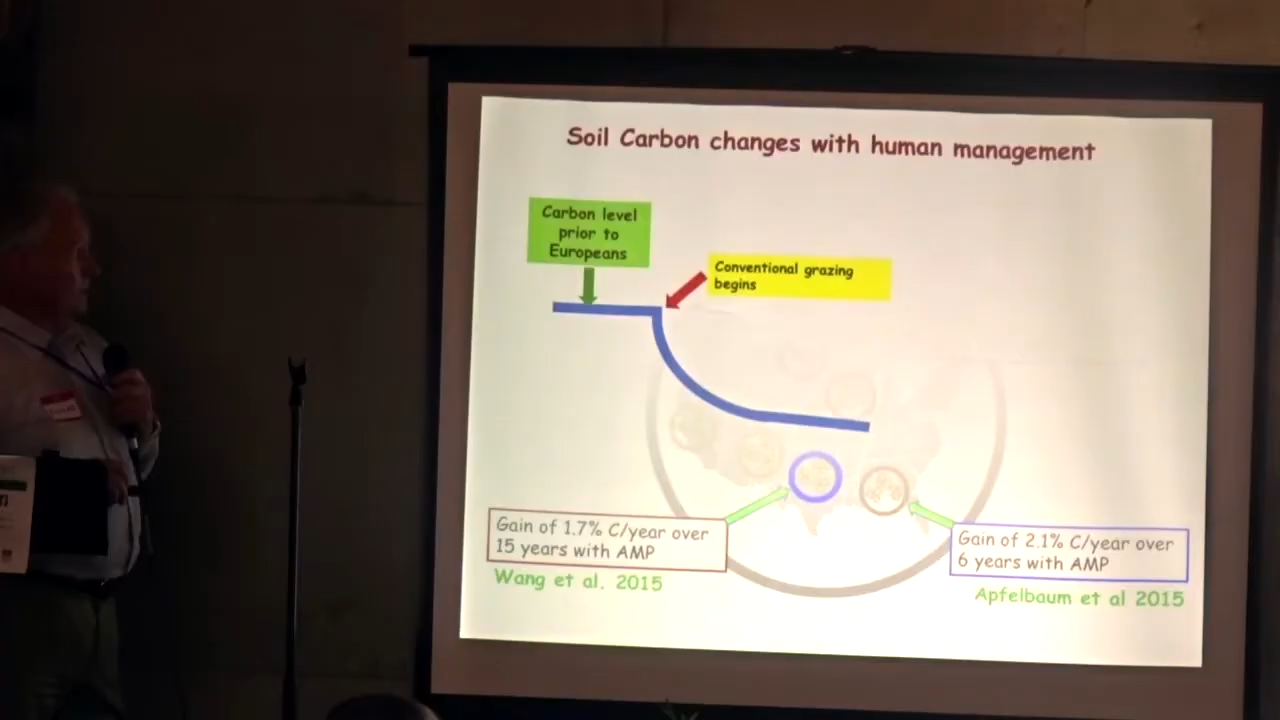 Soil Carbon changes with human management
Carbon level
prior to
Europeans
Conventional grazing
begins
Gain of 1.7% C/year over
15 years with AMP
Wang et al. 2015
Gain of 2.1% C/year over
6 years with AMP
Apfelbaum et al 2015